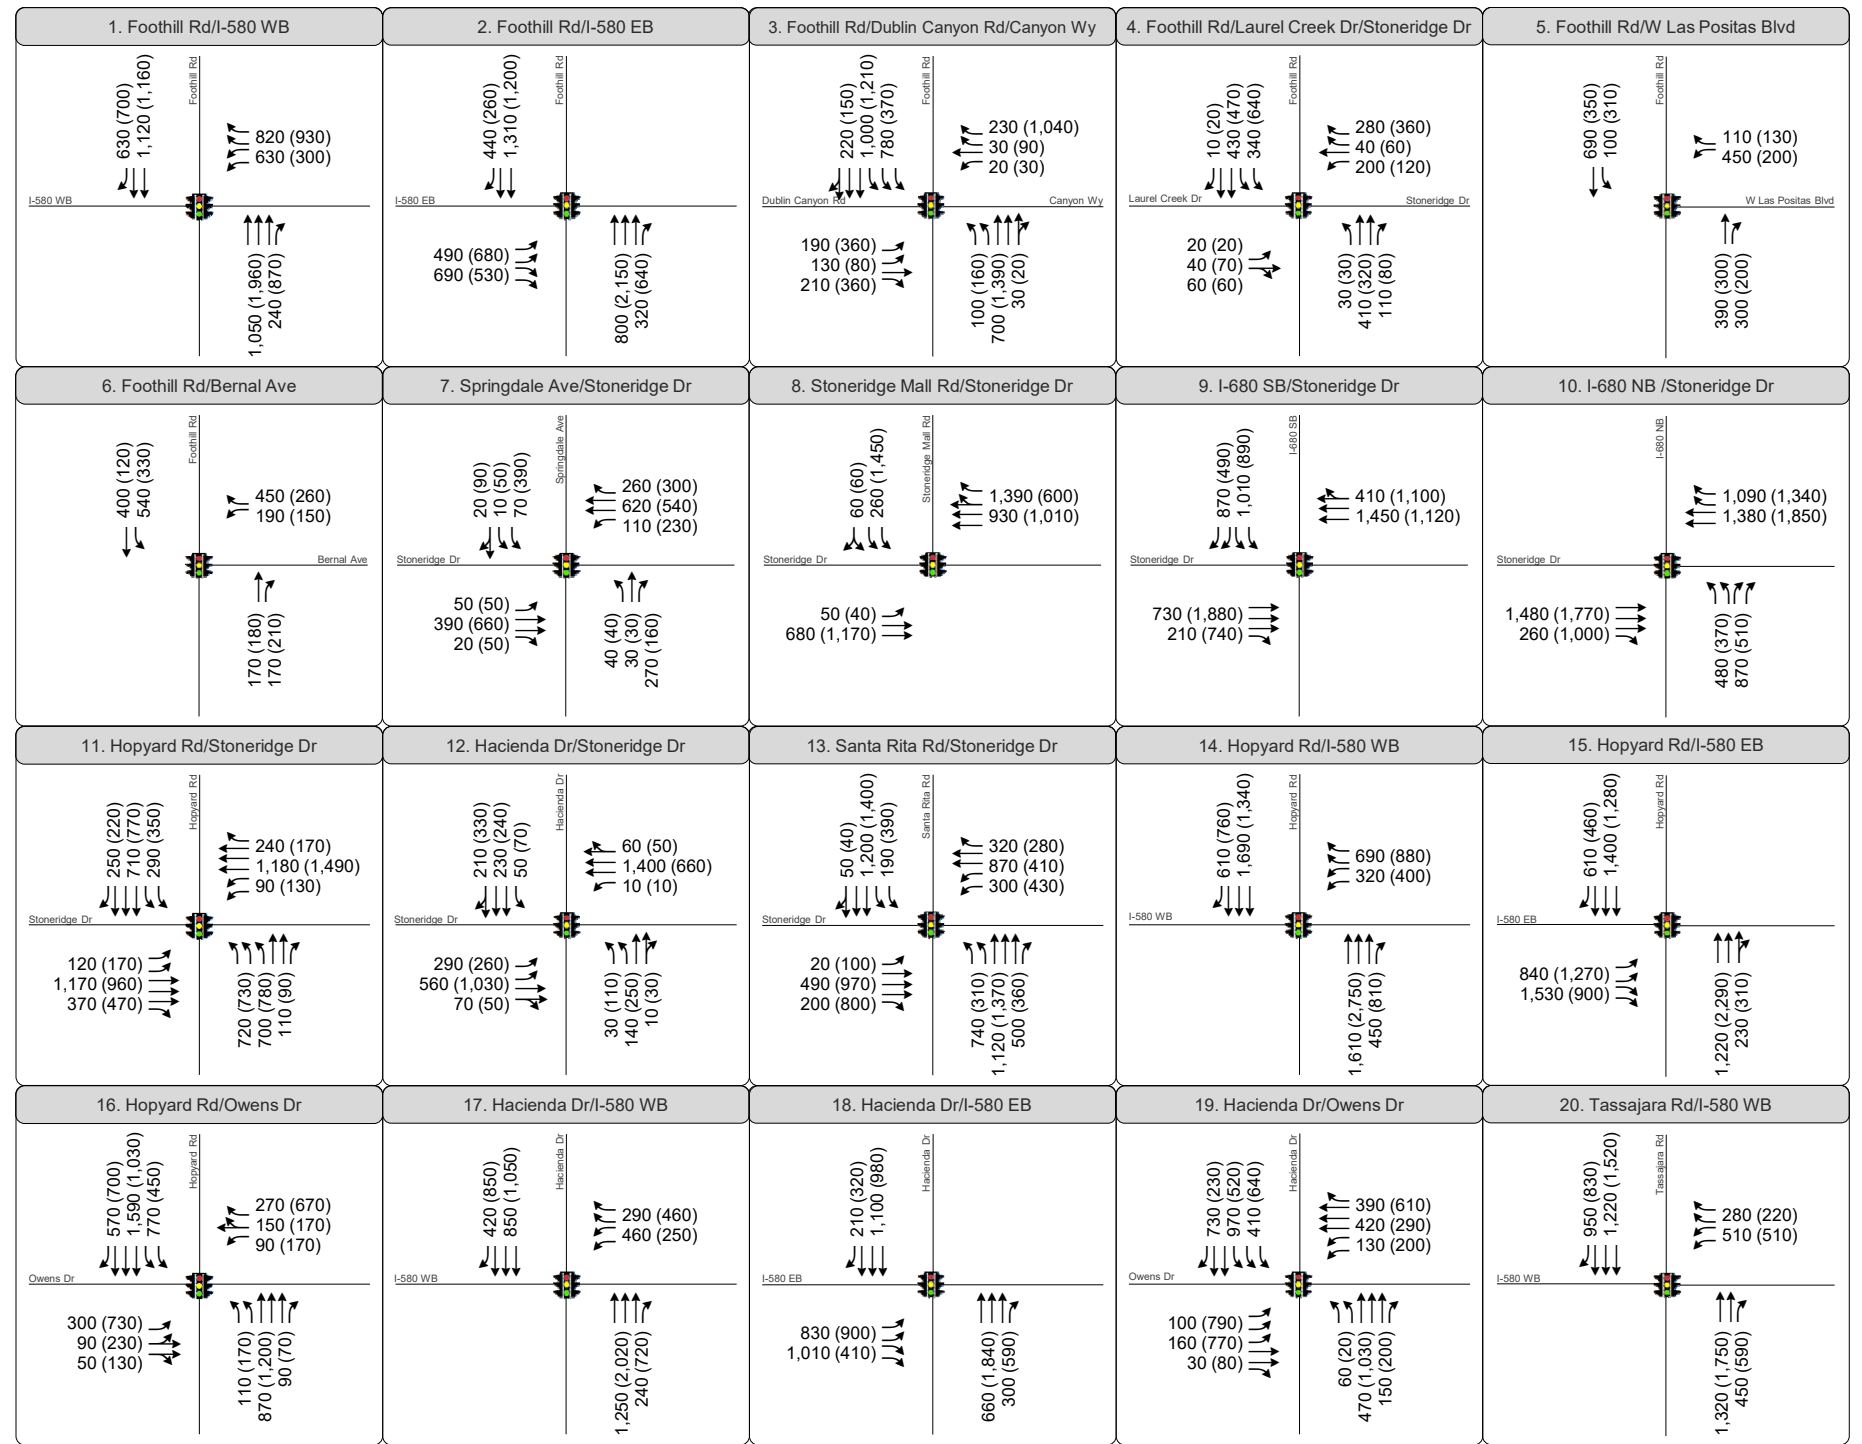 1. Foothill Rd/I-580 WB
630 (700)
1,120 (1,160)
Foothill Rd
820 (930)
630 (300)
I-580 WB
1,050 (1,960)
240 (870)
2. Foothill Rd/I-580 EB
440 (260)
1,310 (1,200)
Foothill Rd
I-580 EB
490 (680)
690 (530)
800 (2,150)
320 (640)
3. Foothill Rd/Dublin Canyon Rd/Canyon Wy
220 (150)
1,000 (1,210)
780 (370)
Foothill Rd
230 (1,040)
30 (90)
20 (30)
Dublin Canyon Rd
Canyon Wy
190 (360)
130 (80)
210 (360)
100 (160)
700 (1,390)
30 (20)
4. Foothill Rd/Laurel Creek Dr/Stoneridge Dr
10 (20)
430 (470)
340 (640)
Foothill Rd
280 (360)
40 (60)
200 (120)
Laurel Creek Dr
Stoneridge Dr
20 (20)
40 (70)
60 (60)
30 (30)
410 (320)
110 (80)
5. Foothill Rd/W Las Positas Blvd
690 (350)
100 (310)
Foothill Rd
110 (130)
450 (200)
W Las Positas Blvd
390 (300)
300 (200)
6. Foothill Rd/Bernal Ave
400 (120)
540 (330)
Foothill Rd
450 (260)
190 (150)
Bernal Ave
170 (180)
170 (210)
7. Springdale Ave/Stoneridge Dr
20 (90)
10 (50)
70 (390)
Springdale Ave
260 (300)
620 (540)
110 (230)
Stoneridge Dr
50 (50)
390 (660)
20 (50)
40 (40)
30 (30)
270 (160)
8. Stoneridge Mall Rd/Stoneridge Dr
60 (60)
260 (1,450)
Stoneridge Mall Rd
1,390 (600)
930 (1,010)
Stoneridge Dr
50 (40)
680 (1,170)
9. I-680 SB/Stoneridge Dr
870 (490)
1,010 (890)
I-680 SB
410 (1,100)
1,450 (1,120)
Stoneridge Dr
730 (1,880)
210 (740)
10. I-680 NB /Stoneridge Dr
I-680 NB
1,090 (1,340)
1,380 (1,850)
Stoneridge Dr
1,480 (1,770)
260 (1,000)
480 (370)
870 (510)
11. Hopyard Rd/Stoneridge Dr
250 (220)
710 (770)
290 (350)
Hopyard Rd
240 (170)
1,180 (1,490)
90 (130)
Stoneridge Dr
120 (170)
1,170 (960)
370 (470)
720 (730)
700 (780)
110 (90)
12. Hacienda Dr/Stoneridge Dr
210 (330)
230 (240)
50 (70)
Hacienda Dr
60 (50)
1,400 (660)
10 (10)
Stoneridge Dr
290 (260)
560 (1,030)
70 (50)
30 (110)
140 (250)
10 (30)
13. Santa Rita Rd/Stoneridge Dr
50 (40)
1,200 (1,400)
190 (390)
Santa Rita Rd
320 (280)
870 (410)
300 (430)
Stoneridge Dr
20 (100)
490 (970)
200 (800)
740 (310)
1,120 (1,370)
500 (360)
14. Hopyard Rd/I-580 WB
610 (760)
1,690 (1,340)
Hopyard Rd
690 (880)
320 (400)
I-580 WB
1,610 (2,750)
450 (810)
15. Hopyard Rd/I-580 EB
610 (460)
1,400 (1,280)
Hopyard Rd
I-580 EB
840 (1,270)
1,530 (900)
1,220 (2,290)
230 (310)
16. Hopyard Rd/Owens Dr
570 (700)
1,590 (1,030)
770 (450)
Hopyard Rd
270 (670)
150 (170)
90 (170)
Owens Dr
300 (730)
90 (230)
50 (130)
110 (170)
870 (1,200)
90 (70)
17. Hacienda Dr/I-580 WB
420 (850)
850 (1,050)
Hacienda Dr
290 (460)
460 (250)
I-580 WB
1,250 (2,020)
240 (720)
18. Hacienda Dr/I-580 EB
210 (320)
1,100 (980)
Hacienda Dr
I-580 EB
830 (900)
1,010 (410)
660 (1,840)
300 (590)
19. Hacienda Dr/Owens Dr
730 (230)
970 (520)
410 (640)
Hacienda Dr
390 (610)
420 (290)
130 (200)
Owens Dr
100 (790)
160 (770)
30 (80)
60 (20)
470 (1,030)
150 (200)
20. Tassajara Rd/I-580 WB
950 (830)
1,220 (1,520)
Tassajara Rd
280 (220)
510 (510)
I-580 WB
1,320 (1,750)
450 (590)